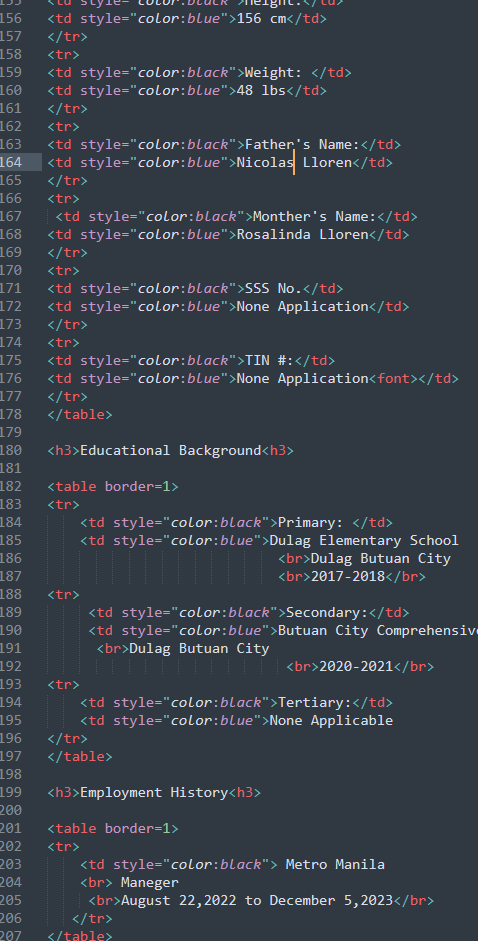 155 <td style="color:black">Height:</td>
156 <td style="color:blue">156 cm</td>
157 </tr>
158 <tr>
159 <td style="color:black">Weight: </td>
160 <td style="color:blue">48 lbs</td>
161 </tr>
162 <tr>
163 <td style="color:black">Father's Name:</td>
164 <td style="color:blue">Nicolas Lloren</td>
165 </tr>
166 <tr>
167 <td style="color:black">Monther's Name:</td>
168 <td style="color:blue">Rosalinda Lloren</td>
169 </tr>
170 <tr>
171 <td style="color:black">SSS No.</td>
172 <td style="color:blue">None Application</td>
173 </tr>
174 <tr>
175 <td style="color:black">TIN #:</td>
176 <td style="color:blue">None Application<font></td>
177 </tr>
178 </table>
179
180 <h3>Educational Background<h3>
181
182 <table border=1>
183 <tr>
184 <td style="color:black">Primary: </td>
185 <td style="color:blue">Dulag Elementary School
186 <br>Dulag Butuan City
187 <br>2017-2018</br>
188 <tr>
189 <td style="color:black">Secondary:</td>
190 <td style="color:blue">Butuan City Comprehensive
191 <br>Dulag Butuan City
192 <br>2020-2021</br>
193 <tr>
194 <td style="color:black">Tertiary:</td>
195 <td style="color:blue">None Applicable
196 </tr>
197 </table>
198
199 <h3>Employment History<h3>
200
201 <table border=1>
202 <tr>
203 <td style="color:black"> Metro Manila
204 <br> Maneger
205 <br>August 22,2022 to December 5,2023</br>
206 </tr>
207 </table>